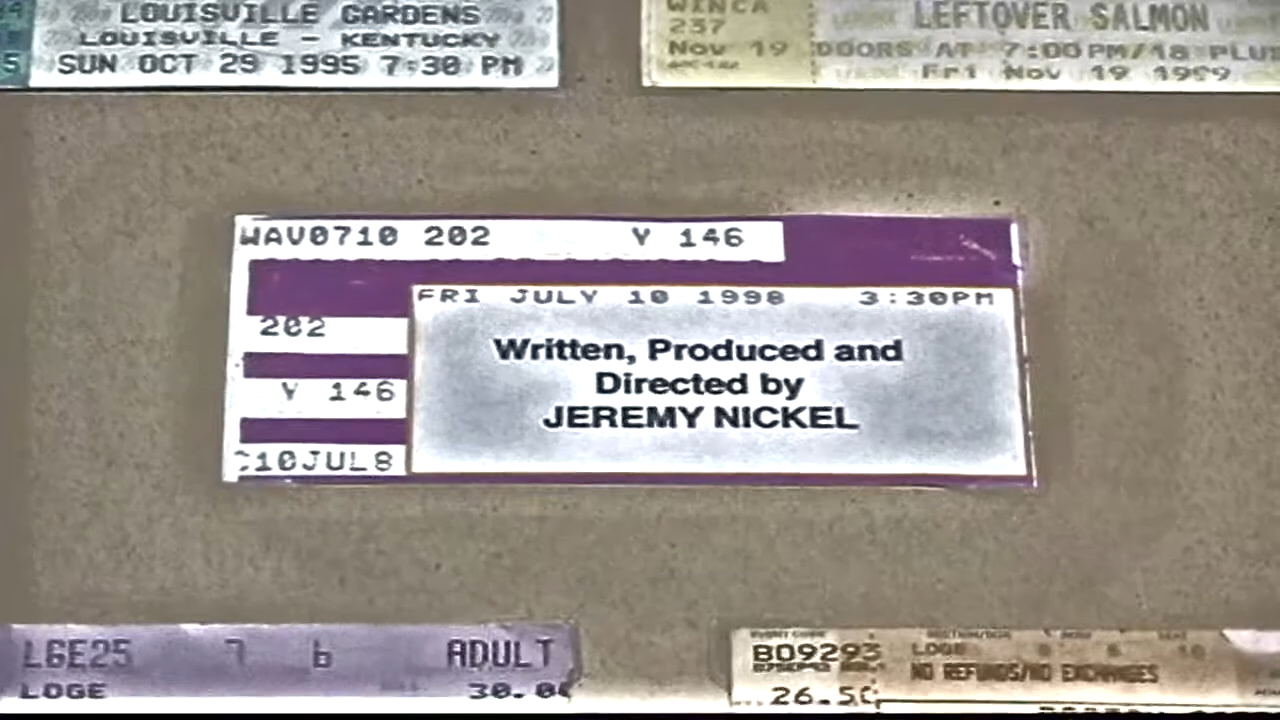 LOUISVILLE GARDENS
LOUISVILLE - KENTUCKY
SUN OCT 29 1995 7:30 PM
237
Nov 19
LEFTOVER SALMON
DOORS AT 7:00PM/18 PLUS
Fri Nov 19 1999
WAV0710 202 Y 146
FRI JULY 10 1998 3:30PM
202
Y 146
C10JUL8
Written, Produced and
Directed by
JEREMY NICKEL
LGE25 7 6 ADULT
LOGE 30.00
B09293
26.50
LOGE
NO REFUNDS/NO EXCHANGES